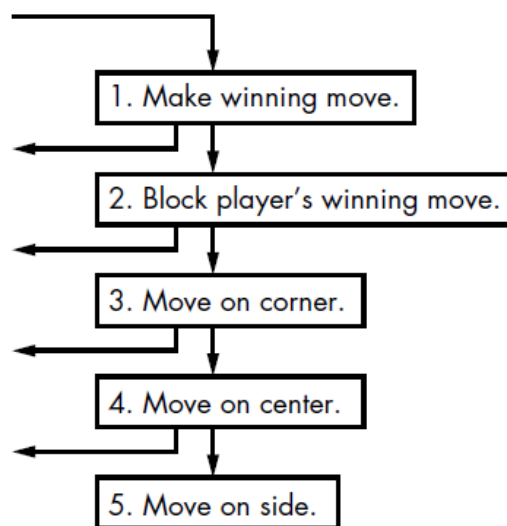 1. Make winning move.
2. Block player’s winning move.
3. Move on corner.
4. Move on center.
5. Move on side.